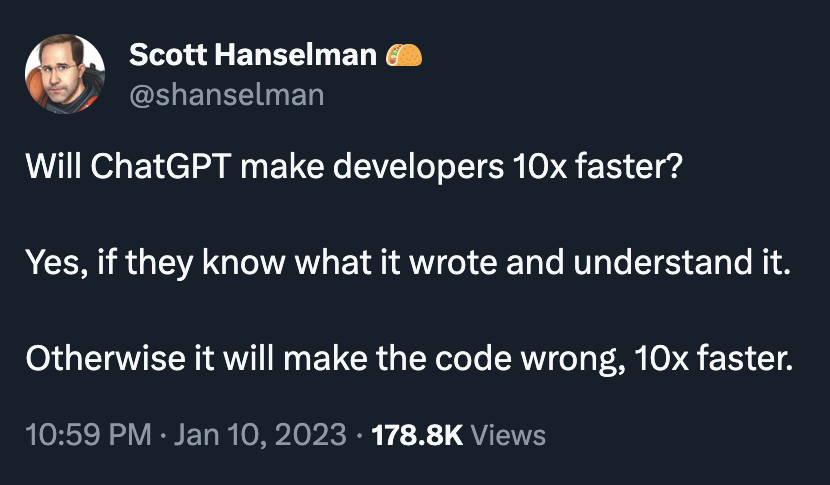 Scott Hanselman 🌮
@shanselman
Will ChatGPT make developers 10x faster?
Yes, if they know what it wrote and understand it.
Otherwise it will make the code wrong, 10x faster.
10:59 PM · Jan 10, 2023 · 178.8K Views